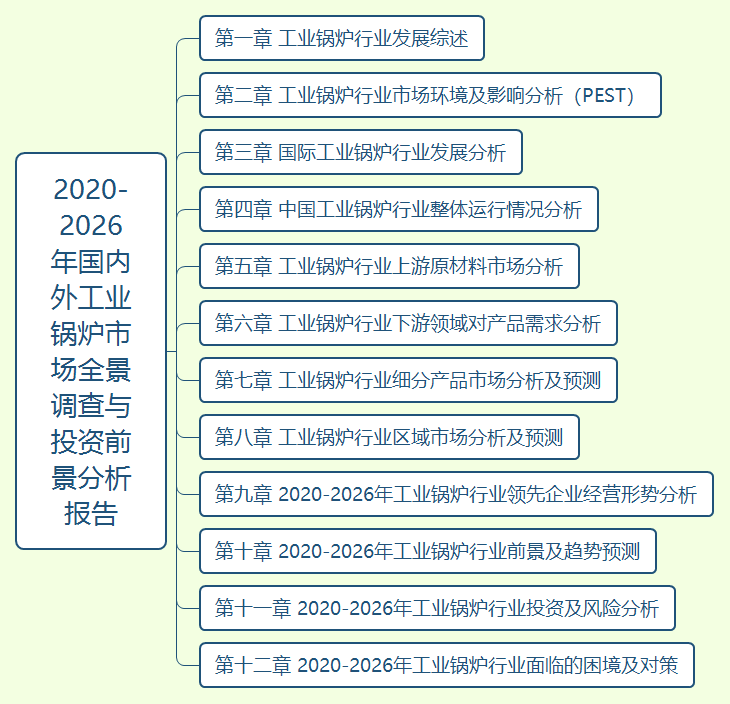 2020-
2026
年国内
外工业
锅炉市
场全景
调查与
投资前
景分析
报告
第一章 工业锅炉行业发展综述
第二章 工业锅炉行业市场环境及影响分析（PEST）
第三章 国际工业锅炉行业发展分析
第四章 中国工业锅炉行业整体运行情况分析
第五章 工业锅炉行业上游原材料市场分析
第六章 工业锅炉行业下游领域对产品需求分析
第七章 工业锅炉行业细分产品市场分析及预测
第八章 工业锅炉行业区域市场分析及预测
第九章 2020-2026年工业锅炉行业领先企业经营形势分析
第十章 2020-2026年工业锅炉行业前景及趋势预测
第十一章 2020-2026年工业锅炉行业投资及风险分析
第十二章 2020-2026年工业锅炉行业面临的困境及对策